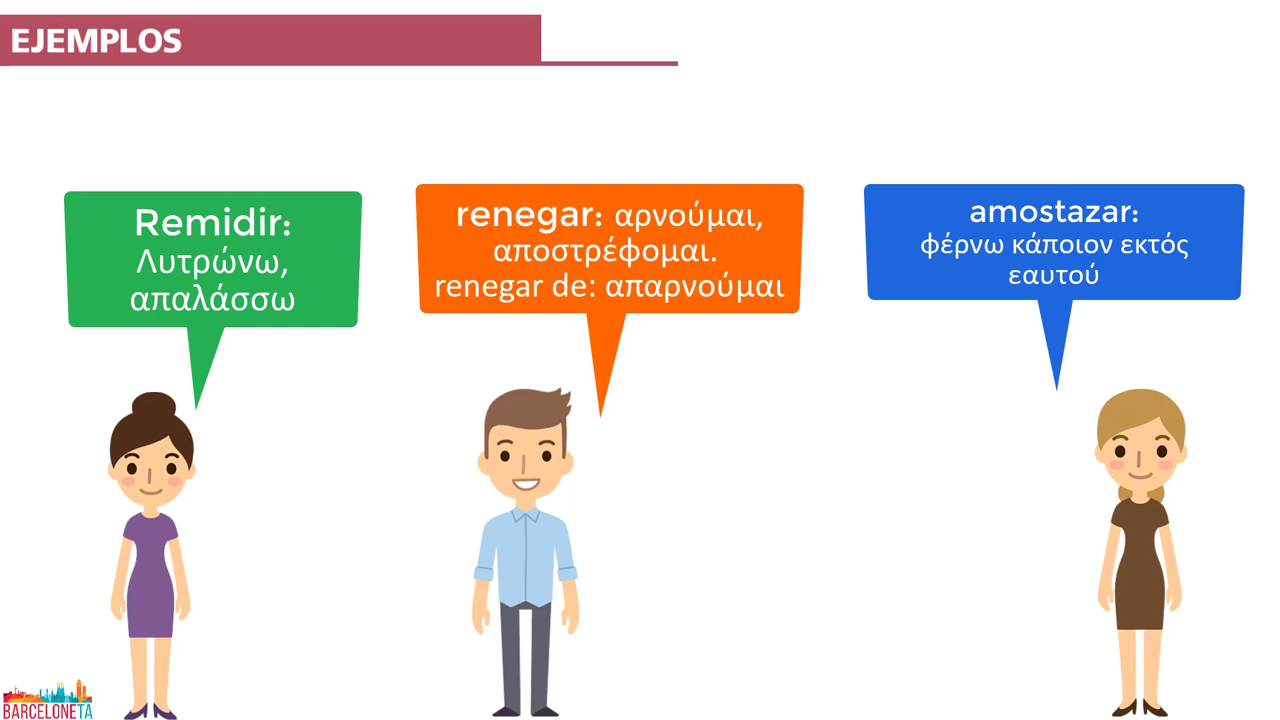 EJEMPLOS
Remidir:
Λυτρώνω,
απαλάσσω
renegar: αρνούμαι,
αποστρέφομαι.
renegar de: απαρνούμαι
amostazar:
φέρνω κάποιον εκτός
εαυτού
BARCELONETA